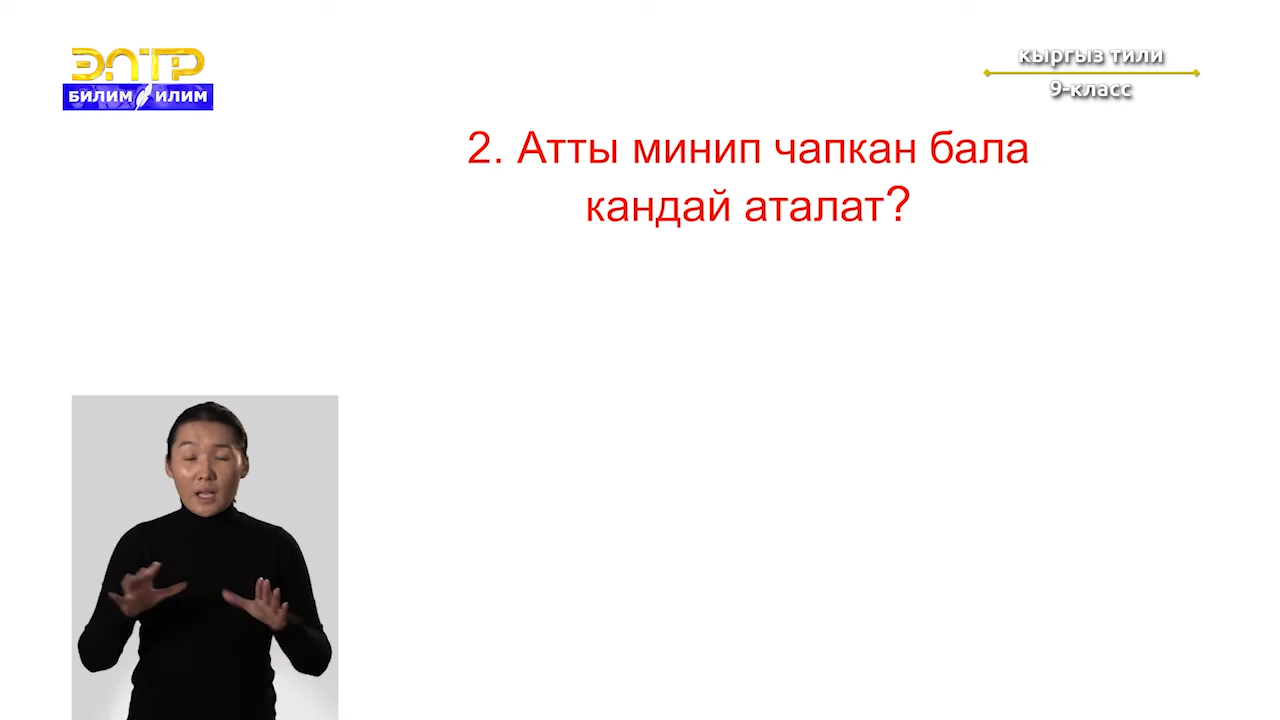 ЭЛТР
БИЛИМ ИЛИМ
кыргыз тили
9-класс
2. Атты минип чапкан бала
кандай аталат?